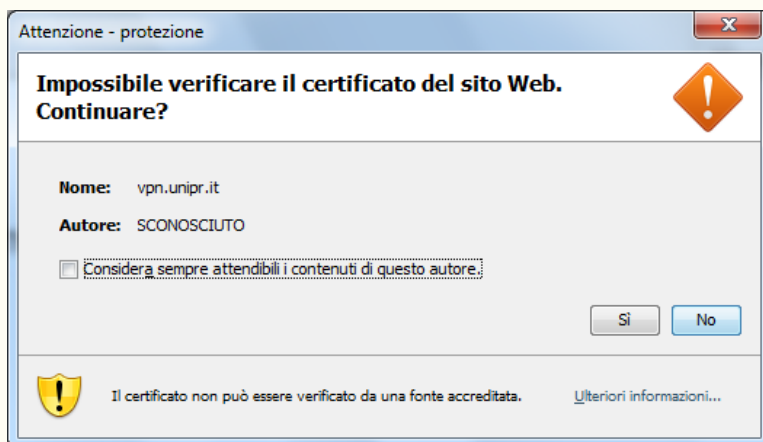 Attenzione - protezione
Impossibile verificare il certificato del sito Web.
Continuare?
Nome: vpn.unipr.it
Autore: SCONOSCIUTO
Considera sempre attendibili i contenuti di questo autore.
Sì No
Il certificato non può essere verificato da una fonte accreditata. Ulteriori informazioni...